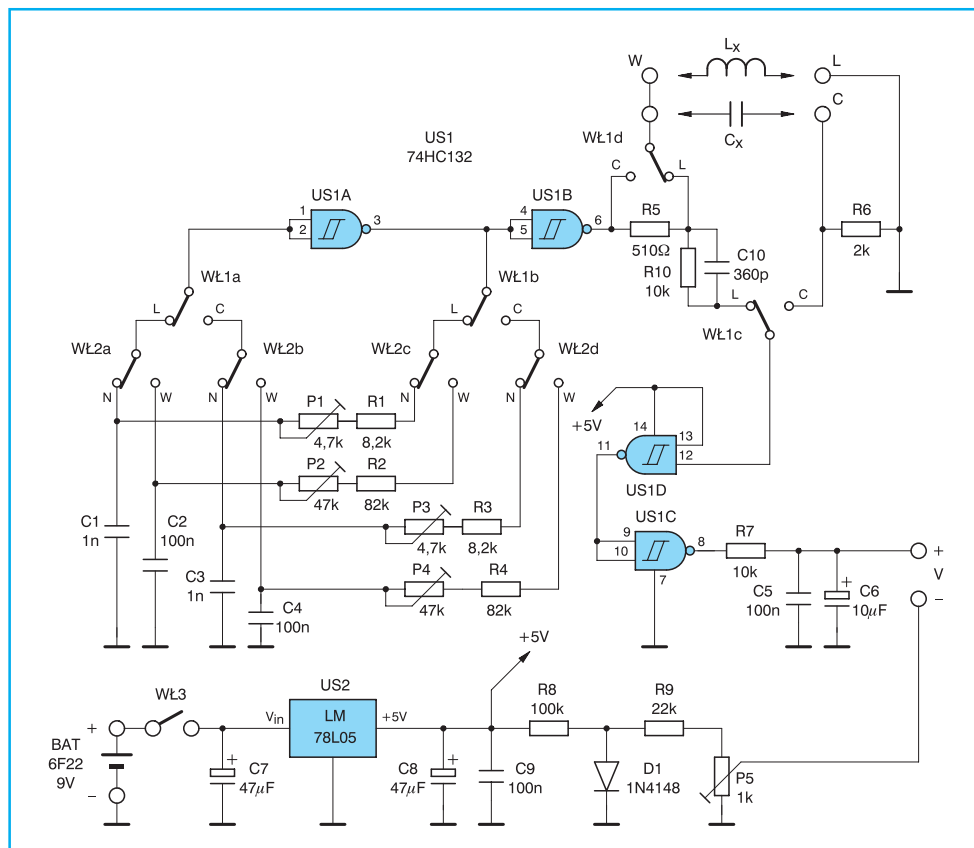 W
Lx
L
C
Cx
US1
74HC132
WŁ1d
C
L
US1A
1
2
3
US1B
4
5
6
R5
510Ω
R10
10k
C10
360p
R6
2k
WŁ1a
L
C
WŁ1b
L
C
L
C
WŁ1c
WŁ2a
WŁ2b
WŁ2c
WŁ2d
N
W
N
W
N
W
N
W
P1
4,7k
R1
8,2k
P2
47k
R2
82k
P3
4,7k
R3
8,2k
P4
47k
R4
82k
+5V
14
13
12
11
US1D
US1C
9
10
8
7
R7
10k
C1
1n
C2
100n
C3
1n
C4
100n
C5
100n
+
C6
10µF
+
V
–
+5V
WŁ3
+
BAT
6F22
9V
–
US2
Vin
LM
78L05
+5V
+
C7
47µF
+
C8
47µF
C9
100n
R8
100k
R9
22k
D1
1N4148
P5
1k